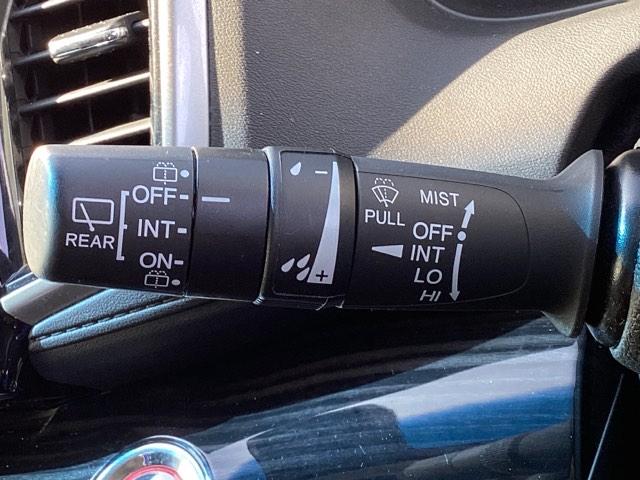 OFF
INT
ON
REAR
-
+
PULL
MIST
OFF
INT
LO
HI